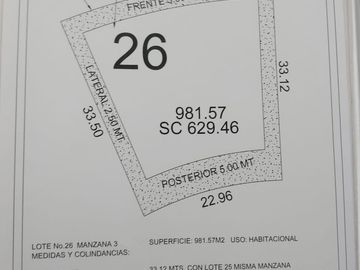 FRENTE 5.
26
LATERAL 2.50 MT
33.50
33.12
981.57
SC 629.46
POSTERIOR 5.00 MT
22.96
LOTE No.26 MANZANA 3
SUPERFICIE: 981.57M2 USO: HABITACIONAL
MEDIDAS Y COLINDANCIAS:
33.12 MTS. CON LOTE 25 MISMA MANZANA